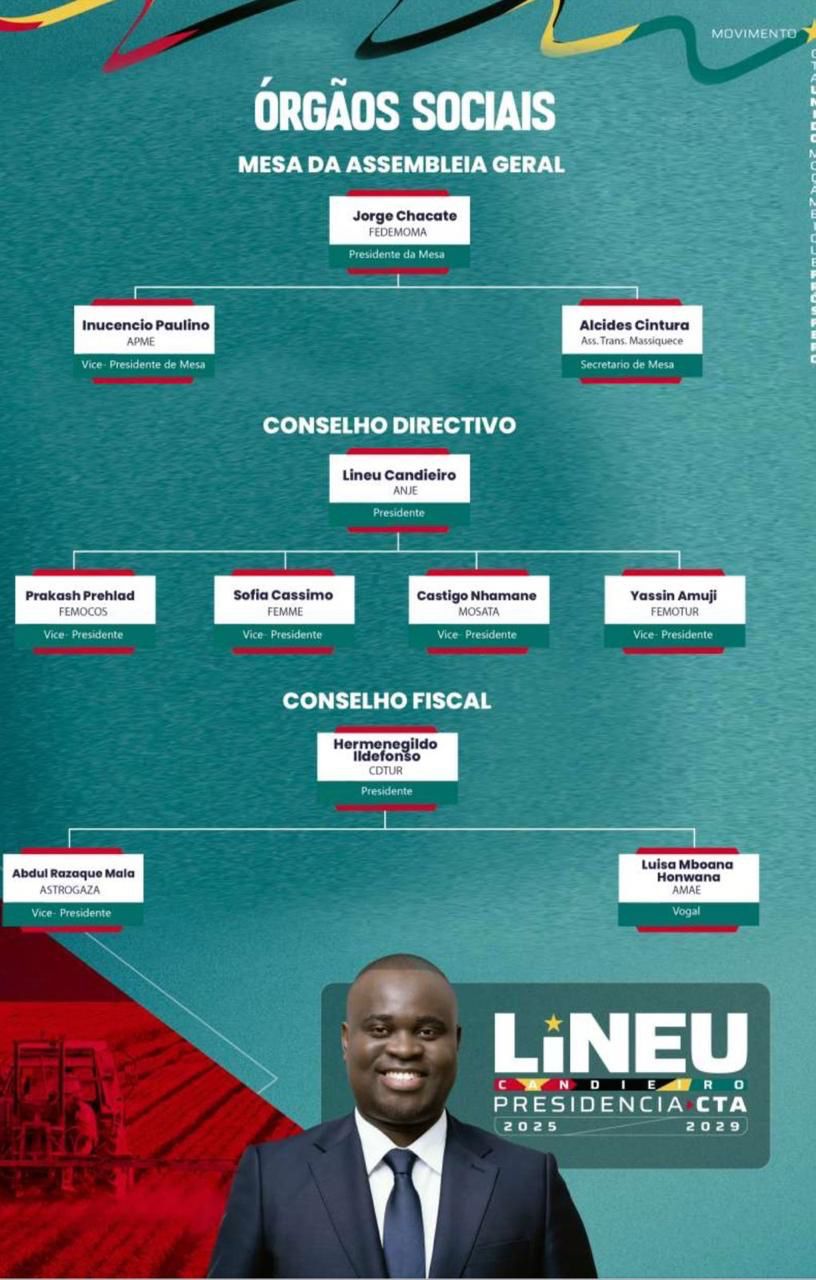 MOVIMENTO
ÓRGÃOS SOCIAIS
MESA DA ASSEMBLEIA GERAL
Jorge Chacate
FEDEMOMA
Presidente da Mesa
Inucencio Paulino
APME
Vice- Presidente de Mesa
Alcides Cintura
Ass. Trans. Massiquece
Secretario de Mesa
CONSELHO DIRECTIVO
Lineu Candieiro
ANJE
Presidente
Prakash Prehlad
FEMOCOS
Vice- Presidente
Sofia Cassimo
FEMME
Vice- Presidente
Castigo Nhamane
MOSATA
Vice- Presidente
Yassin Amuji
FEMOTUR
Vice- Presidente
CONSELHO FISCAL
Hermenegildo
Ildefonso
CDTUR
Presidente
Abdul Razaque Mala
ASTROGAZA
Vice- Presidente
Luisa Mboana
Honwana
AMAE
Vogal
LiNEU
CANDIEIRO
PRESIDENCIA CTA
2025 2029